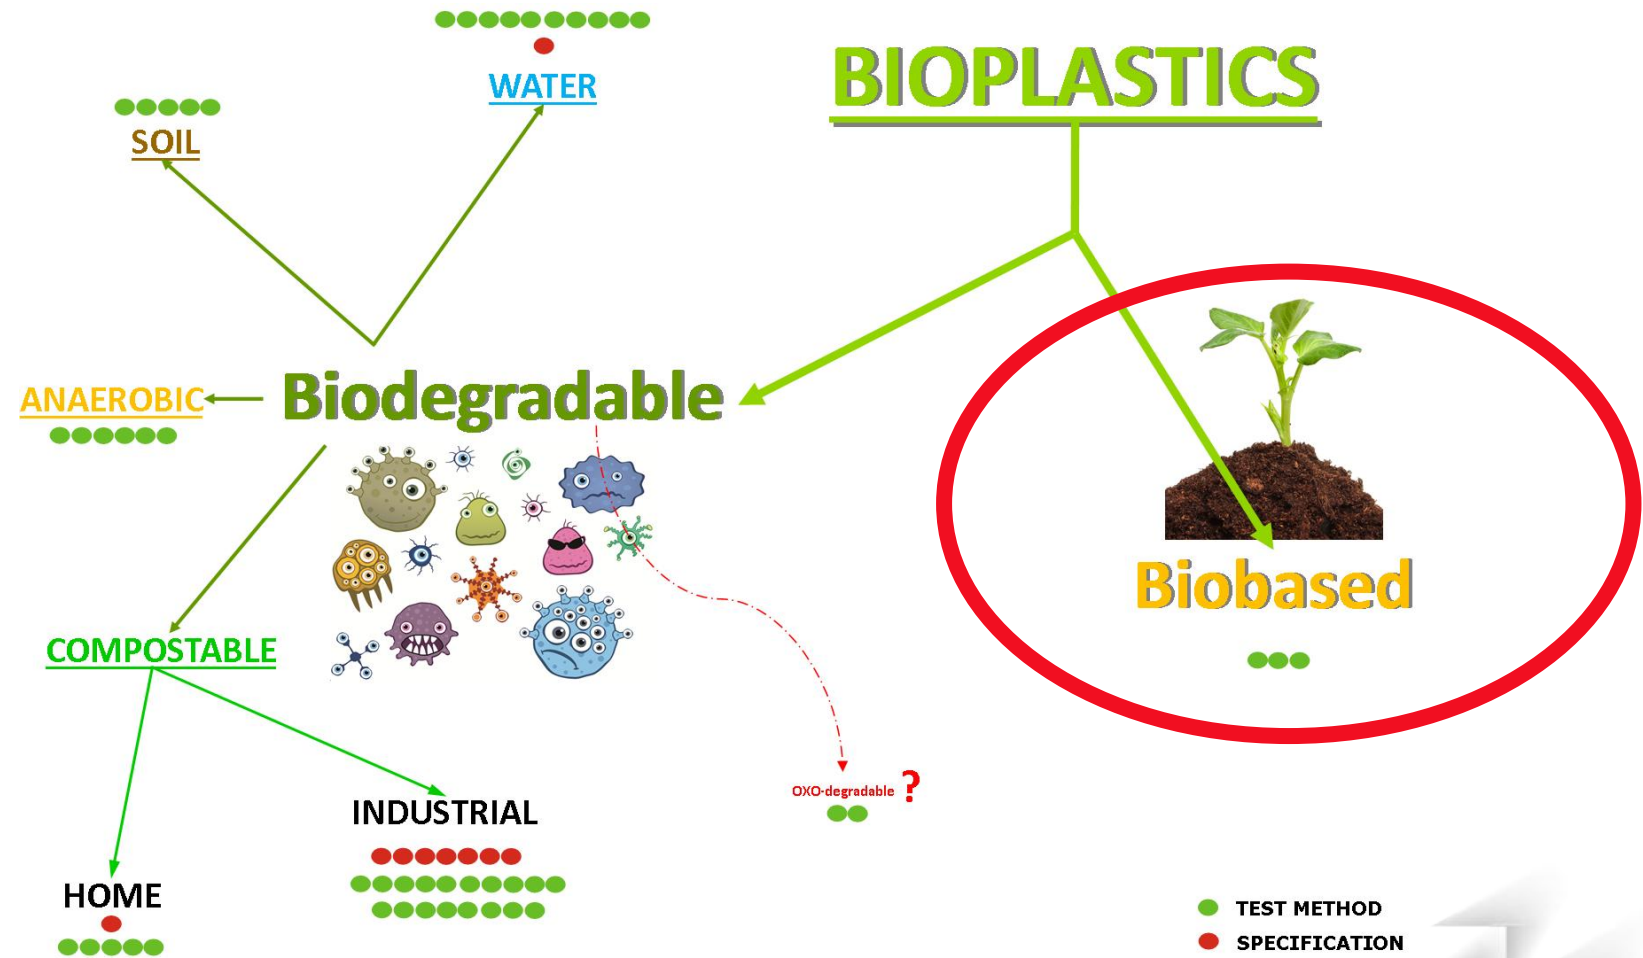 BIOPLASTICS
WATER
SOIL
Biodegradable
ANAEROBIC
Biobased
COMPOSTABLE
OXO-degradable ?
INDUSTRIAL
HOME
TEST METHOD
SPECIFICATION